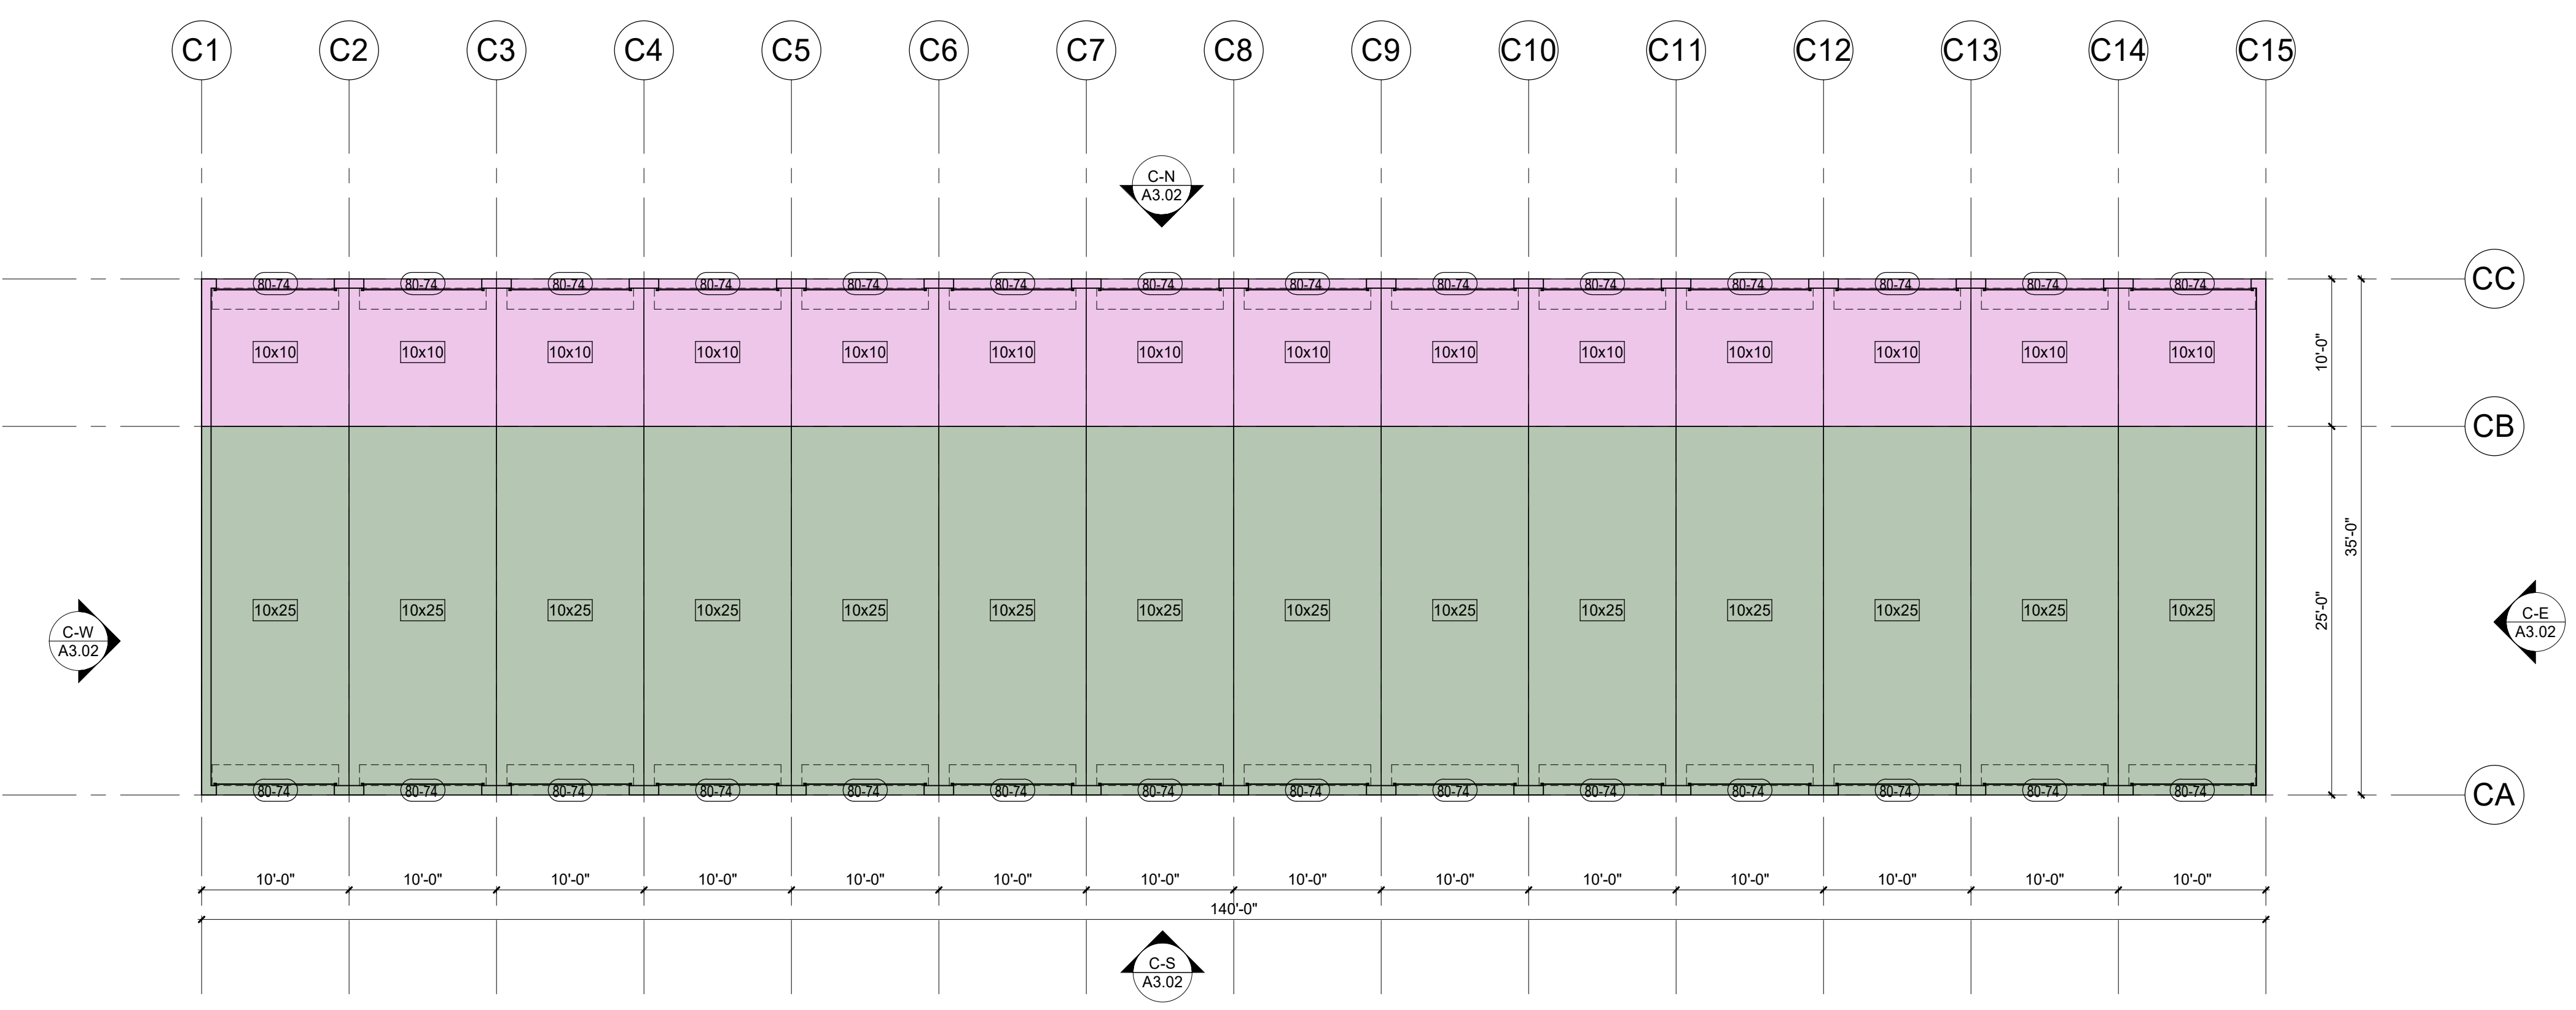 C1 C2 C3 C4 C5 C6 C7 C8 C9 C10 C11 C12 C13 C14 C15
C-N
A3.02
CC
80-74 80-74 80-74 80-74 80-74 80-74 80-74 80-74 80-74 80-74 80-74 80-74 80-74 80-74
10x10 10x10 10x10 10x10 10x10 10x10 10x10 10x10 10x10 10x10 10x10 10x10 10x10 10x10
10'-0"
CB
35'-0"
10x25 10x25 10x25 10x25 10x25 10x25 10x25 10x25 10x25 10x25 10x25 10x25 10x25 10x25
25'-0"
C-W
A3.02
C-E
A3.02
80-74 80-74 80-74 80-74 80-74 80-74 80-74 80-74 80-74 80-74 80-74 80-74 80-74 80-74
CA
10'-0" 10'-0" 10'-0" 10'-0" 10'-0" 10'-0" 10'-0" 10'-0" 10'-0" 10'-0" 10'-0" 10'-0" 10'-0" 10'-0"
140'-0"
C-S
A3.02